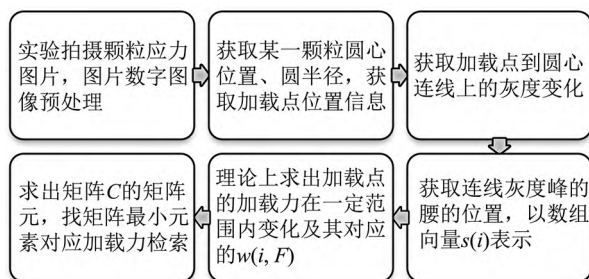 实验拍摄颗粒应力
图片，图片数字图
像预处理
获取某一颗粒圆心
位置、圆半径，获
取加载点位置信息
获取加载点到圆心
连线上的灰度变化
获取连线灰度峰的
腰的位置，以数组
向量s(i)表示
理论上求出加载点
的加载力在一定范
围内变化及其对应
的w(i, F)
求出矩阵C的矩阵
元，找矩阵最小元
素对应加载力检索